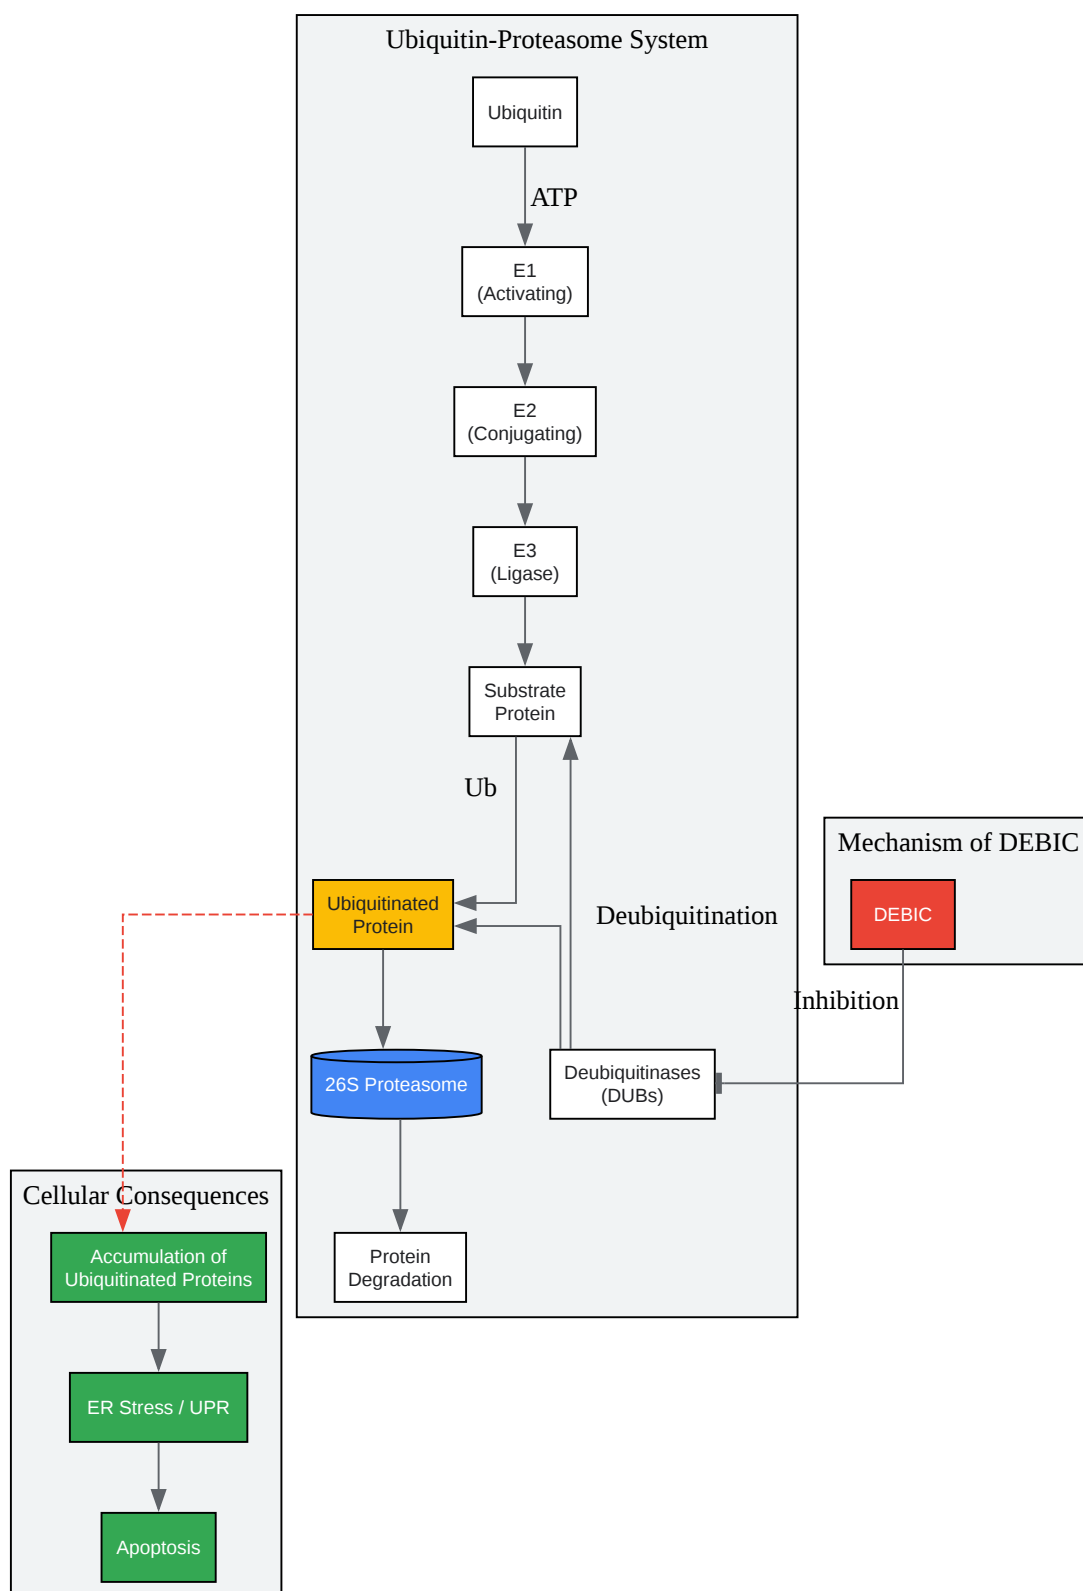 Ubiquitin-Proteasome System
Ubiquitin
ATP
E1
(Activating)
E2
(Conjugating)
E3
(Ligase)
Substrate
Protein
Ub
Mechanism of DEBIC
DEBIC
Ubiquitinated
Protein
Deubiquitination
Inhibition
26S Proteasome
Deubiquitinases
(DUBs)
Cellular Consequences
Accumulation of
Ubiquitinated Proteins
Protein
Degradation
ER Stress / UPR
Apoptosis